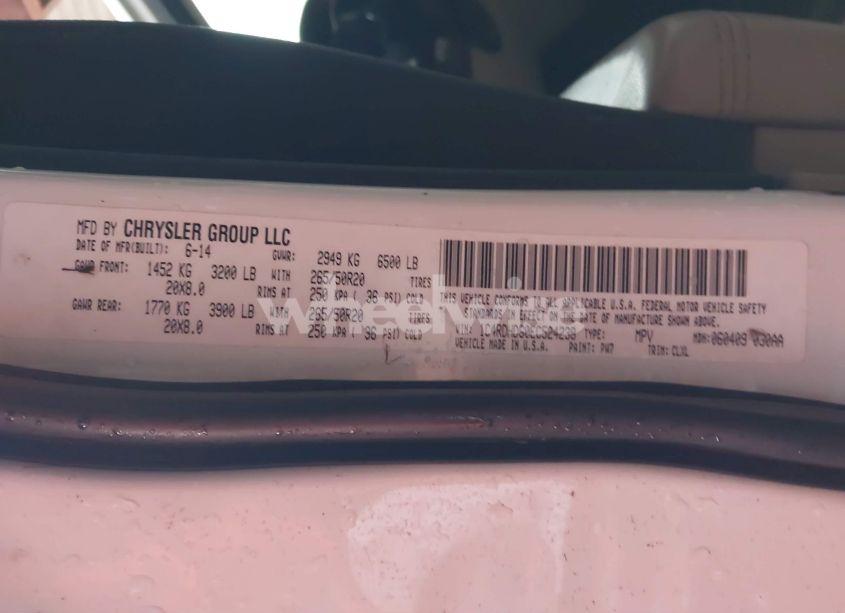 MFD BY CHRYSLER GROUP LLC
DATE OF MFR(BUILT): 6-14 GVWR: 2949 KG 6500 LB
GAWR FRONT: 1452 KG 3200 LB WITH 265/50R20 TIRES
20X8.0 RIMS AT 250 KPA ( 36 PSI) COLD
GAWR REAR: 1770 KG 3900 LB WITH 265/50R20 TIRES
20X8.0 RIMS AT 250 KPA ( 36 PSI) COLD
THIS VEHICLE CONFORMS TO ALL APPLICABLE U.S.A. FEDERAL MOTOR VEHICLE SAFETY
STANDARDS IN EFFECT ON THE DATE OF MANUFACTURE SHOWN ABOVE.
VIN: TYPE: MPV MDH: 060409 030AA
VEHICLE MADE IN U.S.A. PAINT: PW7 TRIM: CLXL